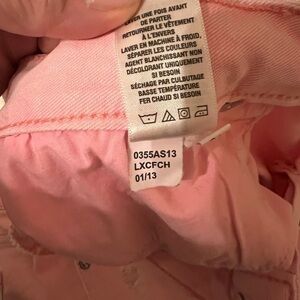 LAVER UNE FOIS AVANT
DE PORTER
RETOURNER LE VÊTEMENT
À L'ENVERS
LAVER EN MACHINE À FROID,
SÉPARER LES COULEURS
AGENT BLANCHISSANT NON
DÉCOLORANT UNIQUEMENT
SI BESOIN
SÉCHAGE PAR CULBUTAGE
BASSE TEMPÉRATURE
FER CHAUD SI BESOIN
0355AS13
LXCFCH
01/13